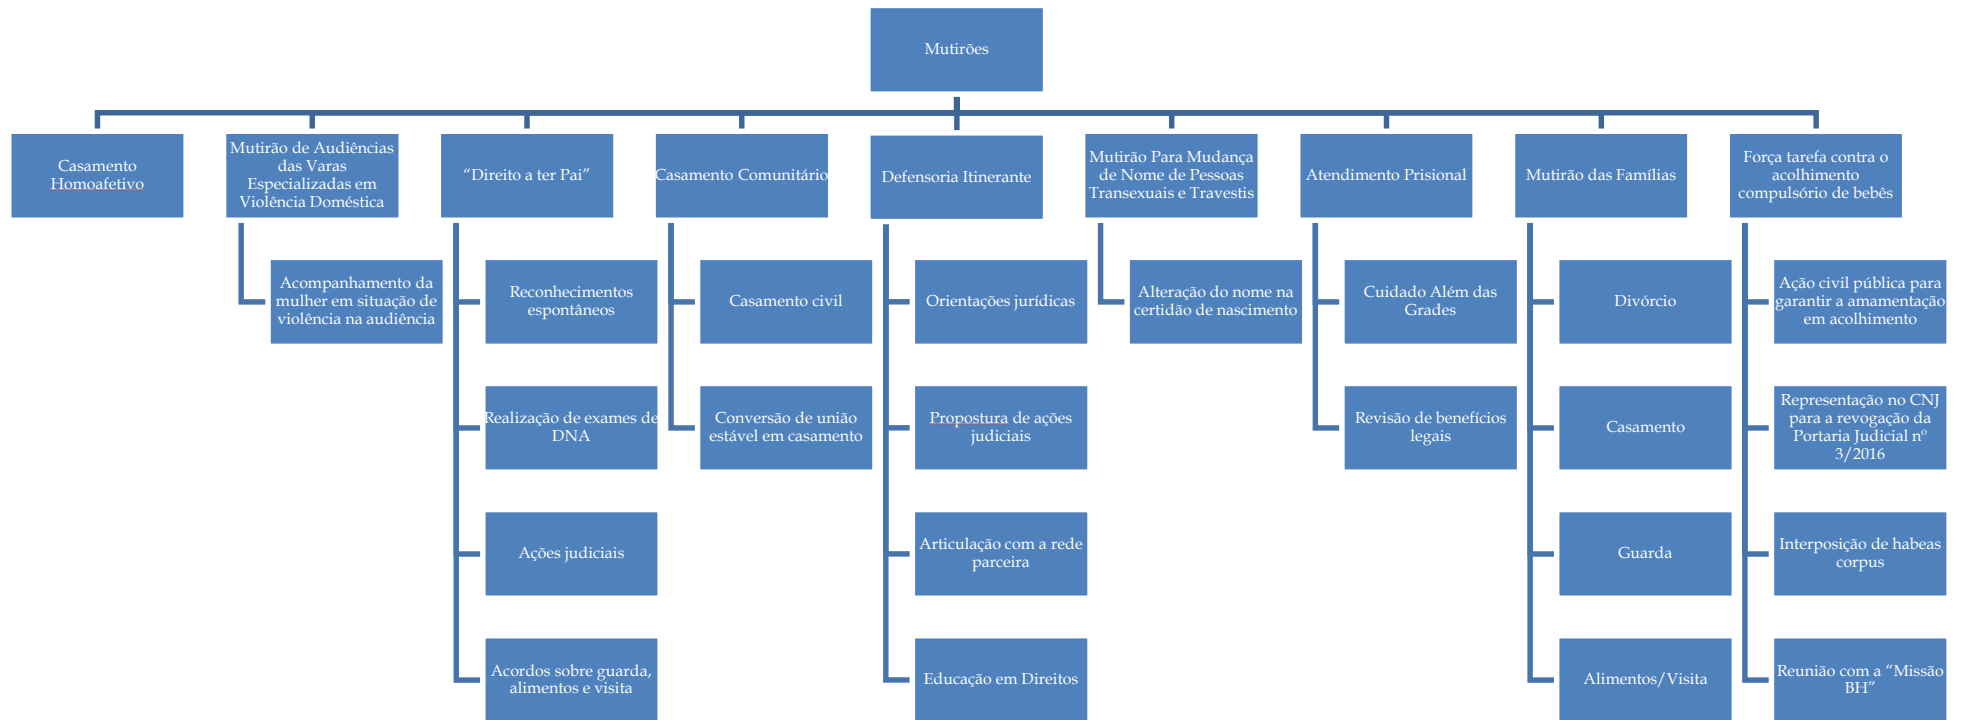 Mutirões
Casamento
Homoafetivo
Mutirão de Audiências
das Varas
Especializadas em
Violência Doméstica
“Direito a ter Pai”
Casamento Comunitário
Defensoria Itinerante
Mutirão Para Mudança
de Nome de Pessoas
Transexuais e Travestis
Atendimento Prisional
Mutirão das Famílias
Força tarefa contra o
acolhimento
compulsório de bebês
Acompanhamento da
mulher em situação de
violência na audiência
Reconhecimentos
espontâneos
Casamento civil
Orientações jurídicas
Alteração do nome na
certidão de nascimento
Cuidado Além das
Grades
Divórcio
Ação civil pública para
garantir a amamentação
em acolhimento
Realização de exames de
DNA
Conversão de união
estável em casamento
Propostura de ações
judiciais
Revisão de benefícios
legais
Casamento
Representação no CNJ
para a revogação da
Portaria Judicial nº
3/2016
Ações judiciais
Articulação com a rede
parceira
Guarda
Interposição de habeas
corpus
Acordos sobre guarda,
alimentos e visita
Educação em Direitos
Alimentos/Visita
Reunião com a “Missão
BH”